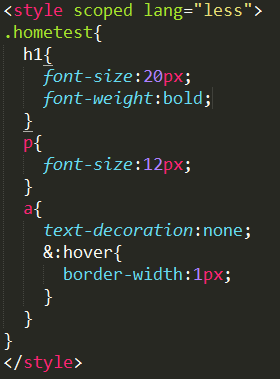 <style scoped lang="less">
.hometest{
  h1{
    font-size:20px;
    font-weight:bold;
  }
  p{
    font-size:12px;
  }
  a{
    text-decoration:none;
    &:hover{
      border-width:1px;
    }
  }
}
</style>